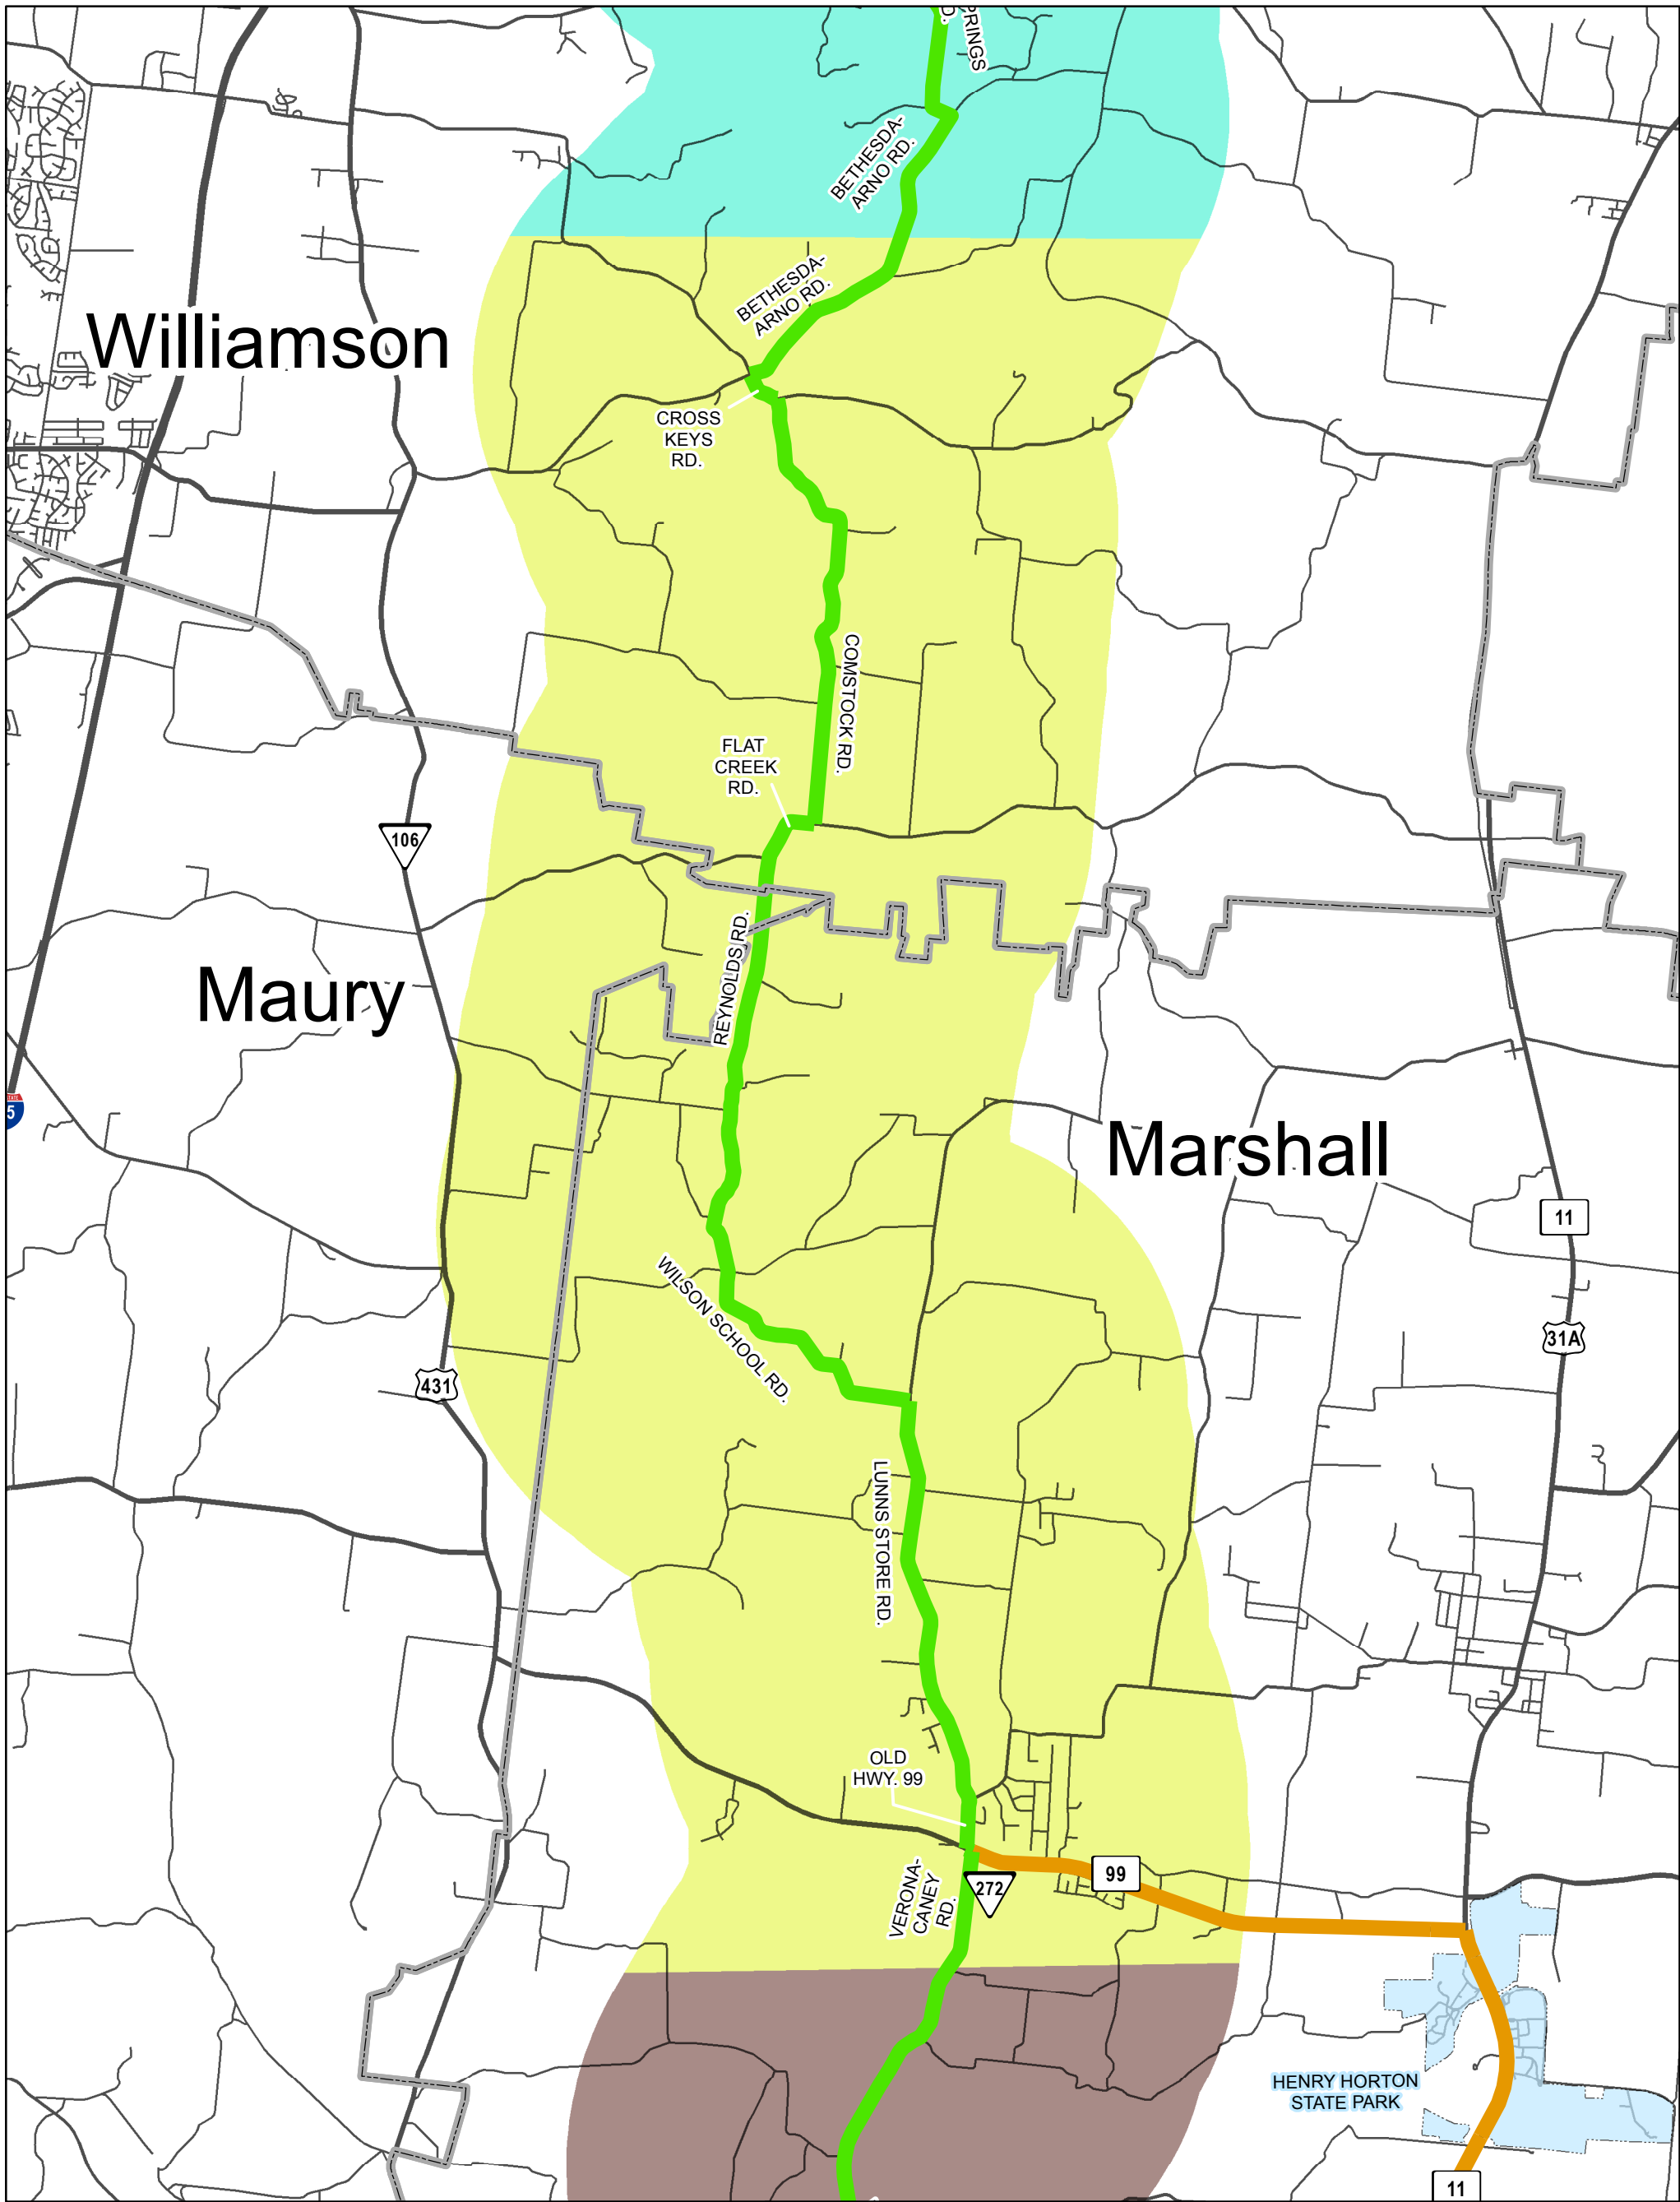 D.
PRINGS
BETHESDA-
ARNO RD.
BETHESDA-
ARNO RD.
Williamson
CROSS
KEYS
RD.
COMSTOCK RD.
FLAT
CREEK
RD.
106
REYNOLDS RD.
Maury
5
Marshall
11
WILSON SCHOOL RD.
31A
431
LUNNS STORE RD.
OLD
HWY. 99
99
272
VERONA-
CANEY
RD.
HENRY HORTON
STATE PARK
11